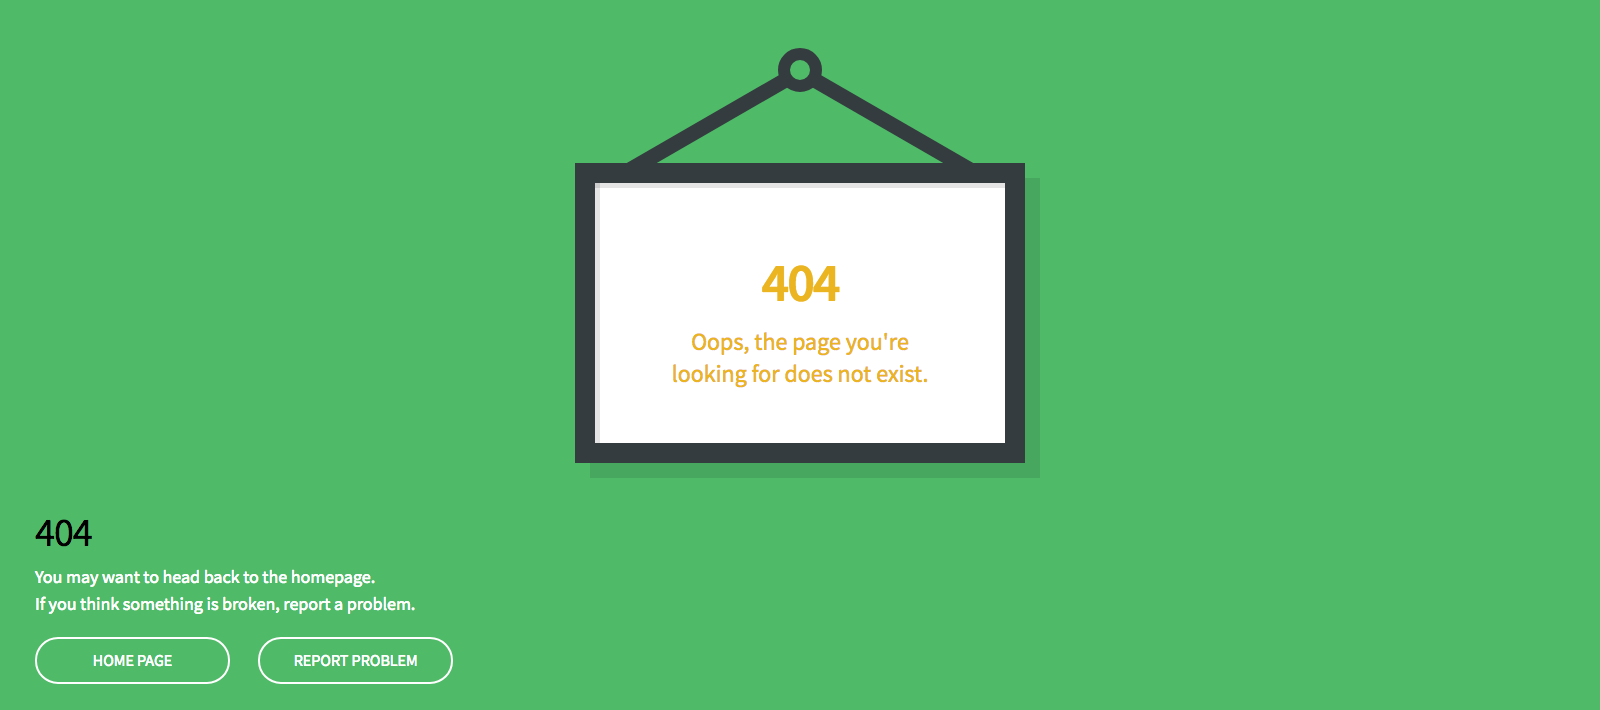 404
Oops, the page you're
looking for does not exist.
404
You may want to head back to the homepage.
If you think something is broken, report a problem.
HOME PAGE
REPORT PROBLEM